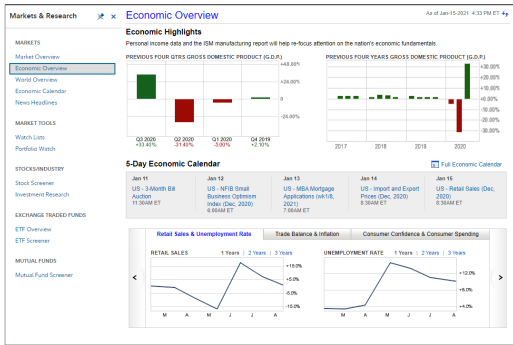 Markets & Research
Economic Overview
As of Jan-15-2021 4:33 PM ET
Economic Highlights
Personal income data and the ISM manufacturing report will help re-focus attention on the nation's economic fundamentals.
MARKETS
Market Overview
Economic Overview
World Overview
Economic Calendar
News Headlines
MARKET TOOLS
Watch Lists
Portfolio Watch
STOCKS/INDUSTRY
Stock Screener
Investment Research
EXCHANGE TRADED FUNDS
ETF Overview
ETF Screener
MUTUAL FUNDS
Mutual Fund Screener
PREVIOUS FOUR QTRS GROSS DOMESTIC PRODUCT (G.D.P.)
+48.00%
+24.00%
0
-24.00%
Q3 2020 Q2 2020 Q1 2020 Q4 2019
+33.40% -31.40% -5.00% +2.10%
PREVIOUS FOUR YEARS GROSS DOMESTIC PRODUCT (G.D.P.)
+30.00%
+20.00%
+10.00%
+0.00%
-10.00%
-20.00%
-30.00%
2017 2018 2019 2020
5-Day Economic Calendar
Full Economic Calendar
Jan 11
US - 3-Month Bill
Auction
11:30AM ET
Jan 12
US - NFIB Small
Business Optimism
Index (Dec, 2020)
6:00AM ET
Jan 13
US - MBA Mortgage
Applications (wk1/8,
2021)
7:00AM ET
Jan 14
US - Import and Export
Prices (Dec, 2020)
8:30AM ET
Jan 15
US - Retail Sales (Dec,
2020)
8:30AM ET
Retail Sales & Unemployment Rate
Trade Balance & Inflation
Consumer Confidence & Consumer Spending
RETAIL SALES 1 Years | 2 Years | 3 Years
+15.0%
+5.0%
-5.0%
-15.0%
M A M J J A
UNEMPLOYMENT RATE 1 Years | 2 Years | 3 Years
+12.0%
+8.0%
+4.0%
M A M J J A